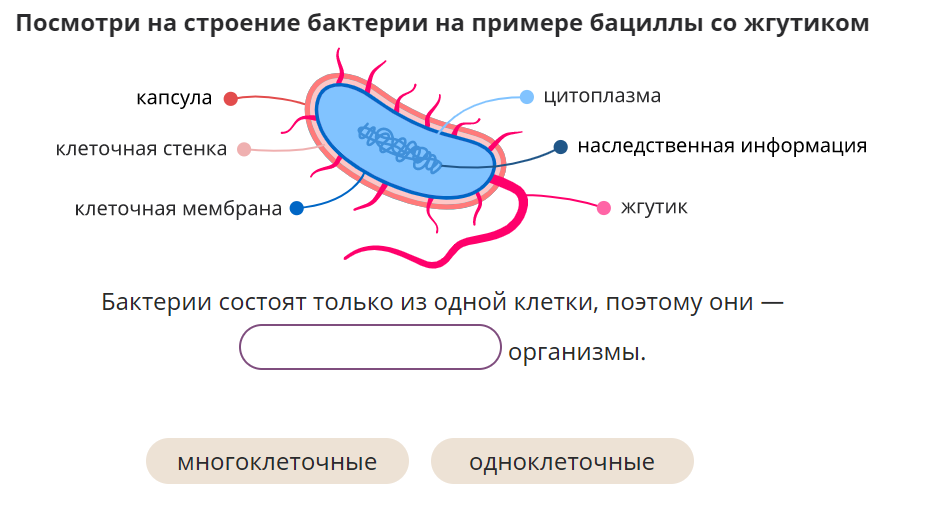 Посмотри на строение бактерии на примере бациллы со жгутиком
капсула
цитоплазма
клеточная стенка
наследственная информация
клеточная мембрана
жгутик
Бактерии состоят только из одной клетки, поэтому они —
организмы.
многоклеточные
одноклеточные